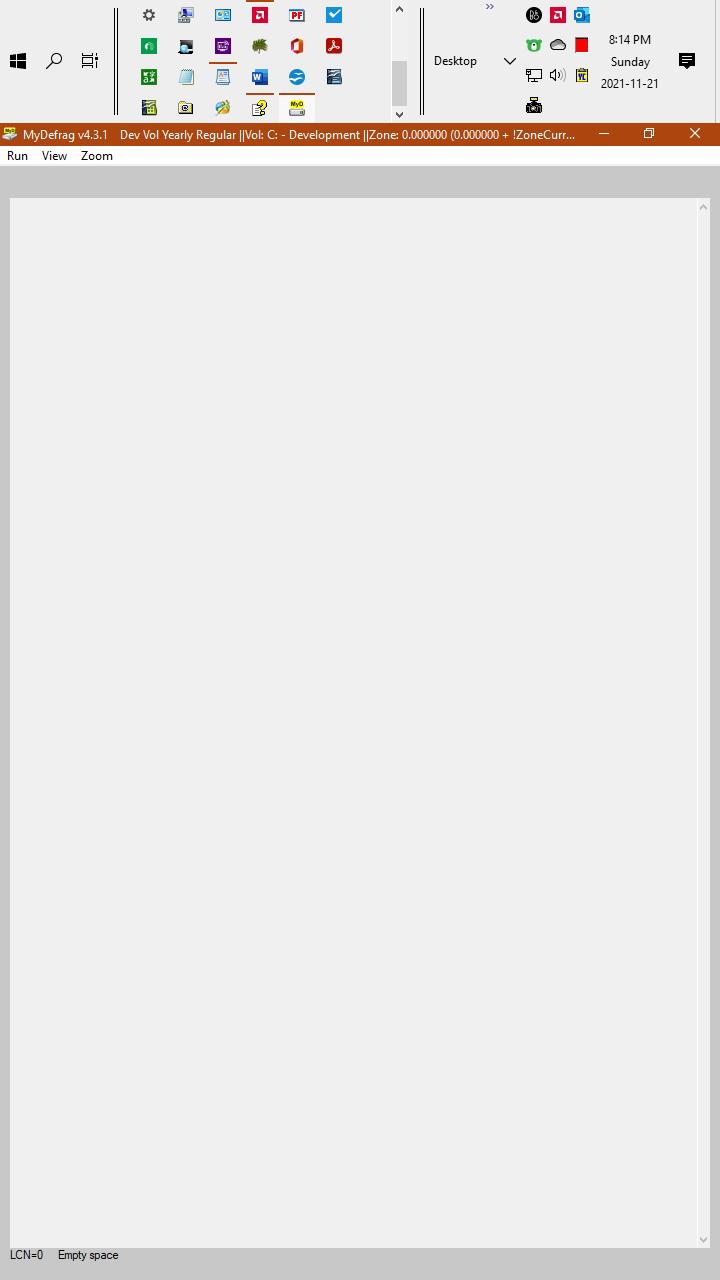 8:14 PM
Desktop
Sunday
2021-11-21
MyDefrag v4.3.1 Dev Vol Yearly Regular ||Vol: C: - Development ||Zone: 0.000000 (0.000000 + !ZoneCurr...
Run View Zoom
LCN=0 Empty space